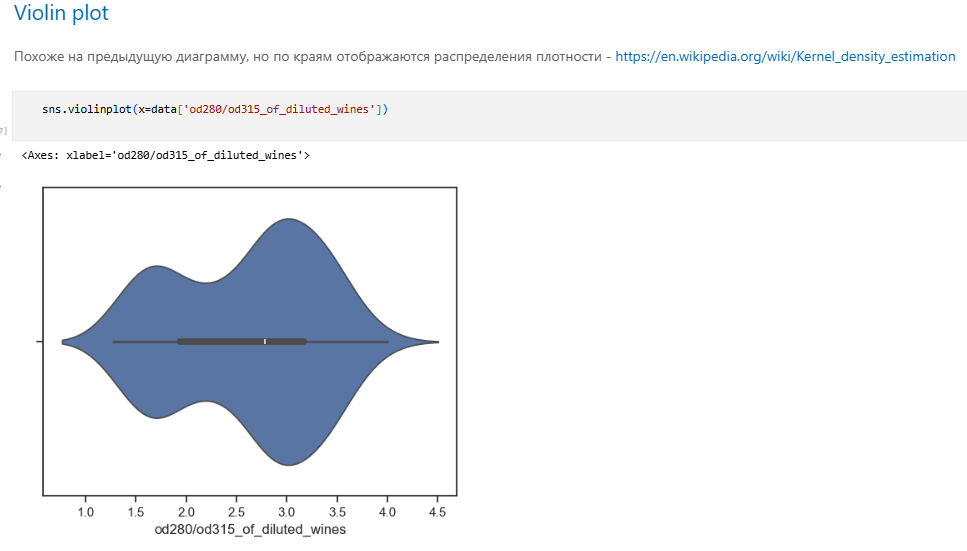 Violin plot
Похоже на предыдущую диаграмму, но по краям отображаются распределения плотности - https://en.wikipedia.org/wiki/Kernel_density_estimation
sns.violinplot(x=data['od280/od315_of_diluted_wines'])
7]
<Axes: xlabel='od280/od315_of_diluted_wines'>
1.0 1.5 2.0 2.5 3.0 3.5 4.0 4.5
od280/od315_of_diluted_wines